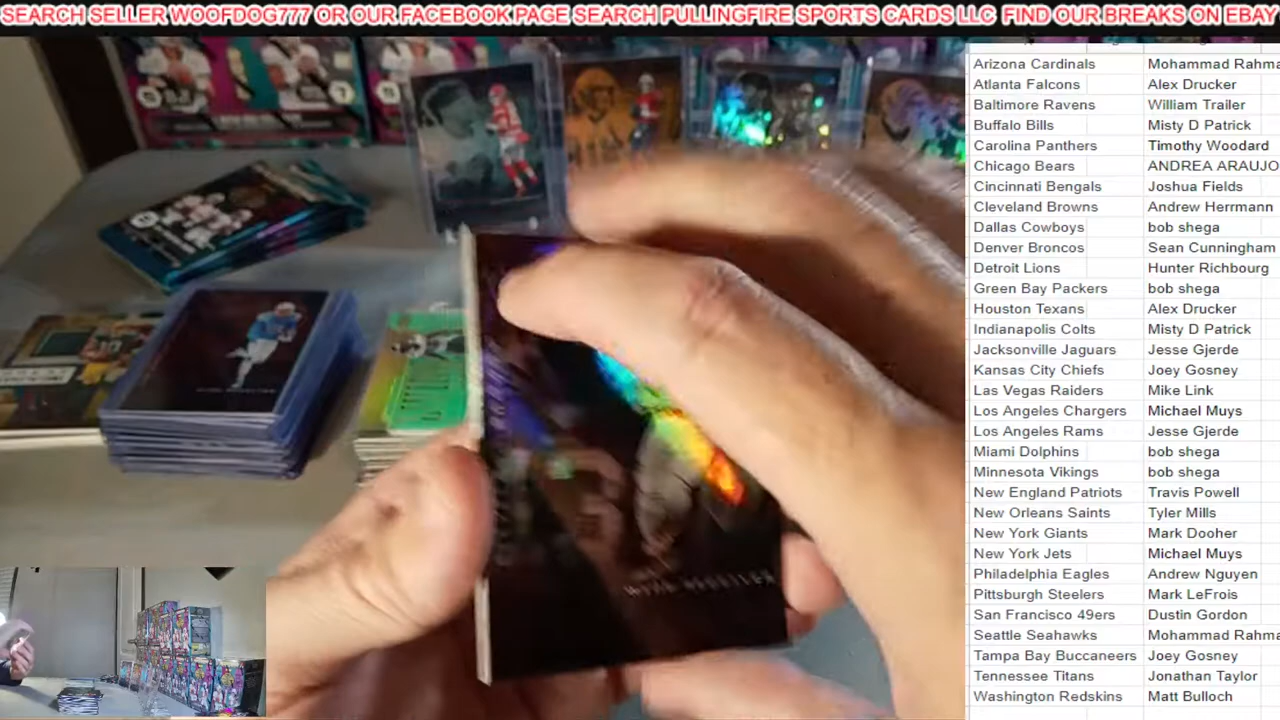 SEARCH SELLER WOOFDOG777 OR OUR FACEBOOK PAGE SEARCH PULLINGFIRE SPORTS CARDS LLC FIND OUR BREAKS ON EBAY
Arizona Cardinals Mohammad Rahma
Atlanta Falcons Alex Drucker
Baltimore Ravens William Trailer
Buffalo Bills Misty D Patrick
Carolina Panthers Timothy Woodard
Chicago Bears ANDREA ARAUJO
Cincinnati Bengals Joshua Fields
Cleveland Browns Andrew Herrmann
Dallas Cowboys bob shega
Denver Broncos Sean Cunningham
Detroit Lions Hunter Richbourg
Green Bay Packers bob shega
Houston Texans Alex Drucker
Indianapolis Colts Misty D Patrick
Jacksonville Jaguars Jesse Gjerde
Kansas City Chiefs Joey Gosney
Las Vegas Raiders Mike Link
Los Angeles Chargers Michael Muys
Los Angeles Rams Jesse Gjerde
Miami Dolphins bob shega
Minnesota Vikings bob shega
New England Patriots Travis Powell
New Orleans Saints Tyler Mills
New York Giants Mark Dooher
New York Jets Michael Muys
Philadelphia Eagles Andrew Nguyen
Pittsburgh Steelers Mark LeFrois
San Francisco 49ers Dustin Gordon
Seattle Seahawks Mohammad Rahma
Tampa Bay Buccaneers Joey Gosney
Tennessee Titans Jonathan Taylor
Washington Redskins Matt Bulloch